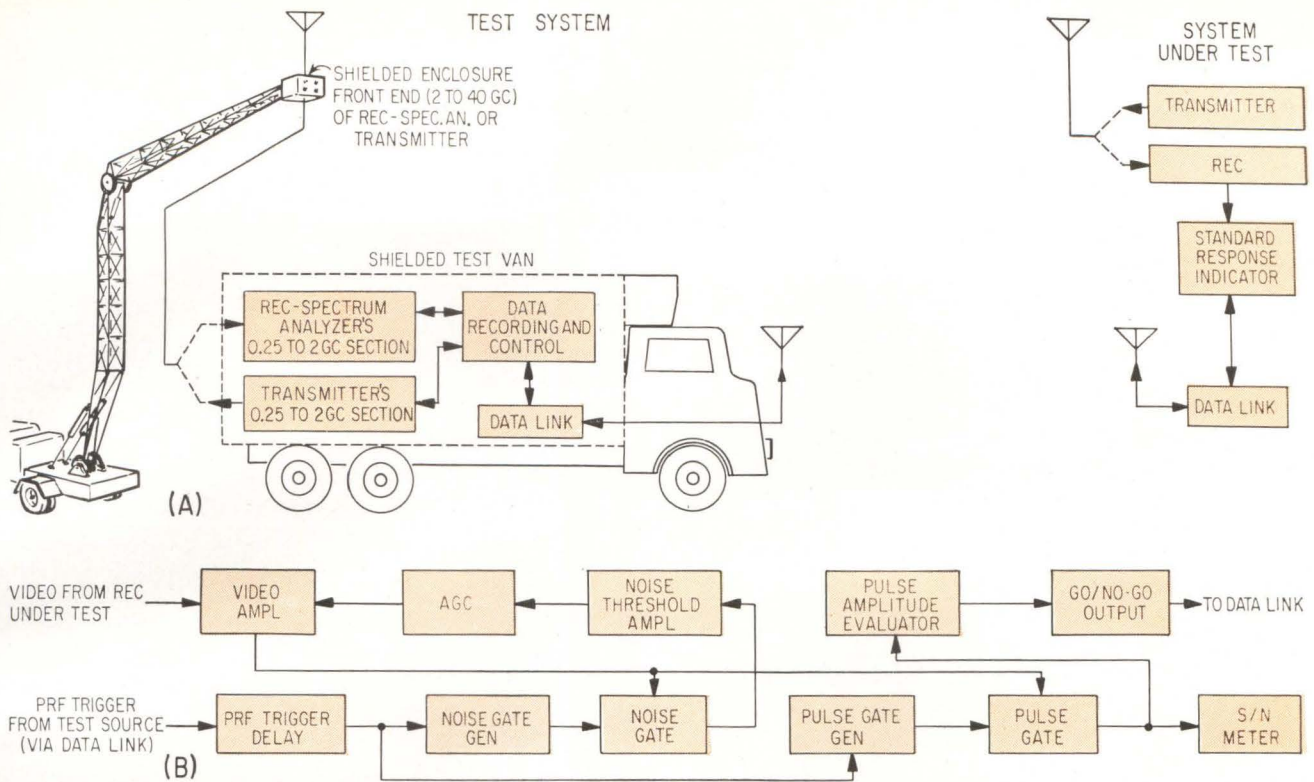 TEST SYSTEM
SHIELDED ENCLOSURE
FRONT END (2 TO 40 GC)
OF REC-SPEC.AN. OR
TRANSMITTER
SHIELDED TEST VAN
REC-SPECTRUM
ANALYZER'S
0.25 TO 2 GC SECTION
TRANSMITTER'S
0.25 TO 2 GC SECTION
DATA
RECORDING AND
CONTROL
DATA LINK
(A)
SYSTEM
UNDER TEST
TRANSMITTER
REC
STANDARD
RESPONSE
INDICATOR
DATA LINK
VIDEO FROM REC
UNDER TEST
VIDEO
AMPL
AGC
NOISE
THRESHOLD
AMPL
PULSE
AMPLITUDE
EVALUATOR
GO/NO-GO
OUTPUT
TO DATA LINK
PRF TRIGGER
FROM TEST SOURCE
(VIA DATA LINK)
PRF TRIGGER
DELAY
NOISE GATE
GEN
NOISE
GATE
PULSE GATE
GEN
PULSE
GATE
S/N
METER
(B)